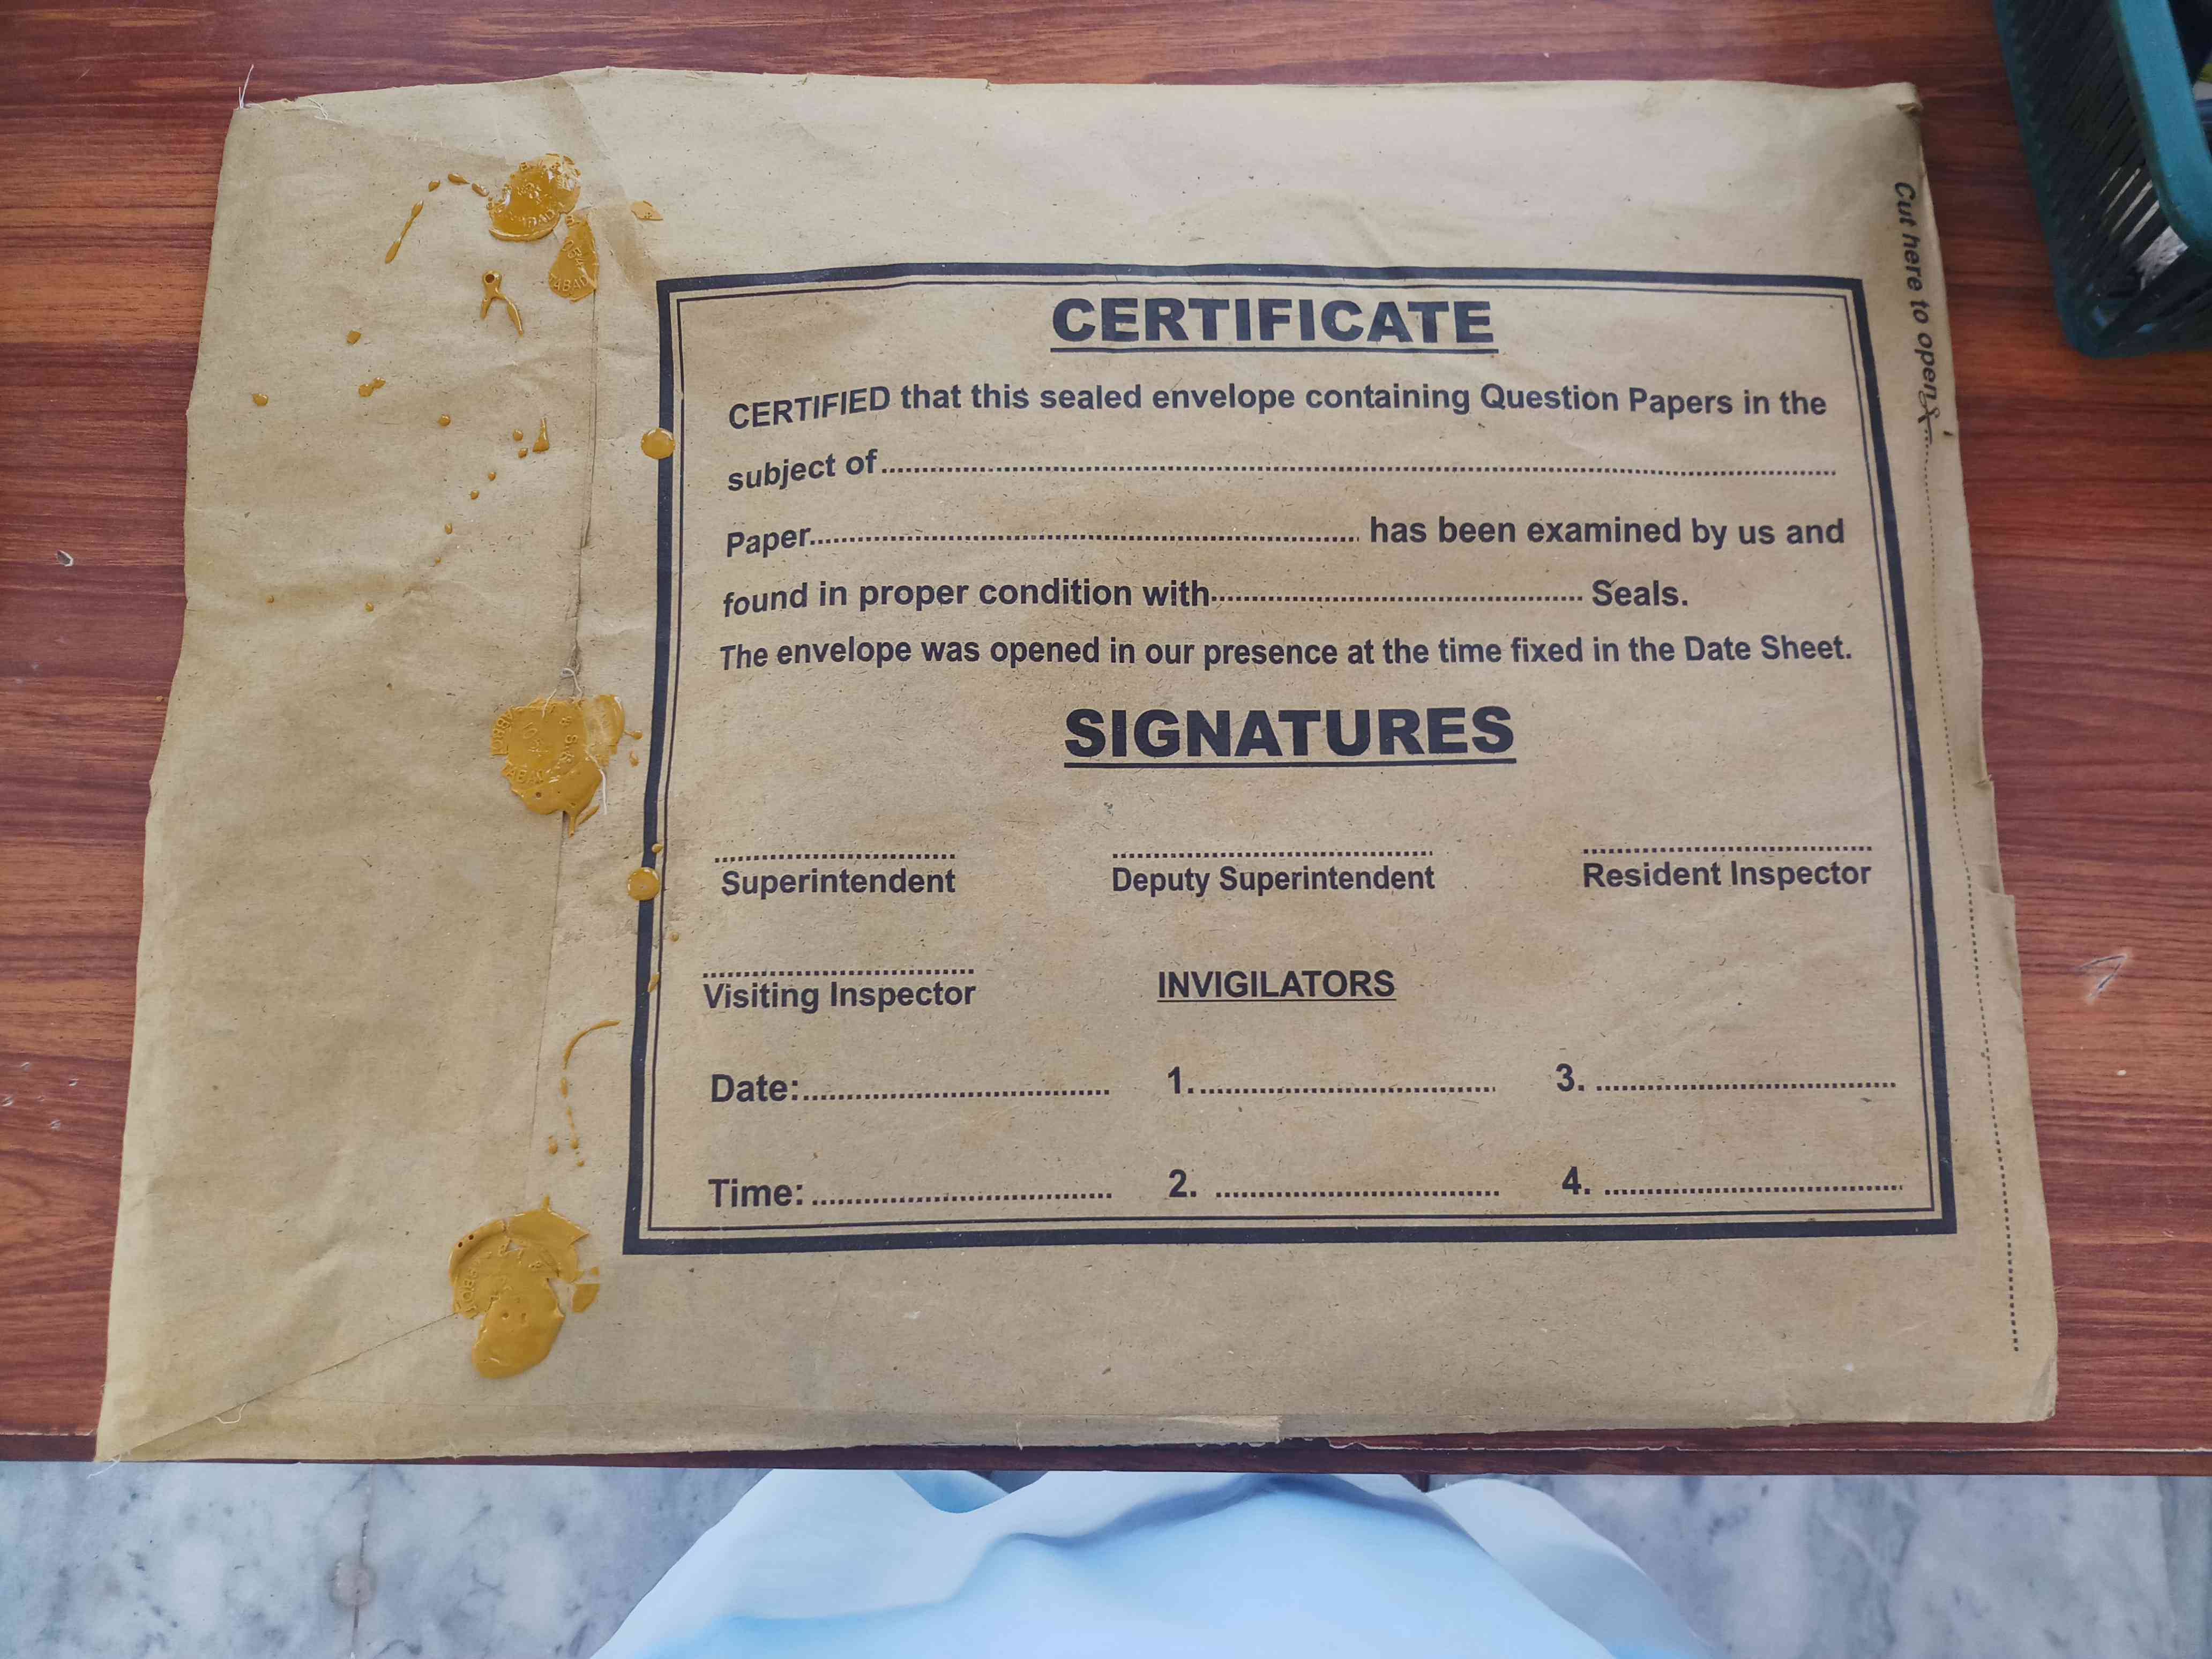 CERTIFICATE
CERTIFIED that this sealed envelope containing Question Papers in the
subject of............................................................
Paper........................................ has been examined by us and
found in proper condition with.............................. Seals.
The envelope was opened in our presence at the time fixed in the Date Sheet.
SIGNATURES
Superintendent Deputy Superintendent Resident Inspector
Visiting Inspector INVIGILATORS
Date:.............................. 1............................... 3. ..............................
Time: .............................. 2. .............................. 4. ..............................
Cut here to open